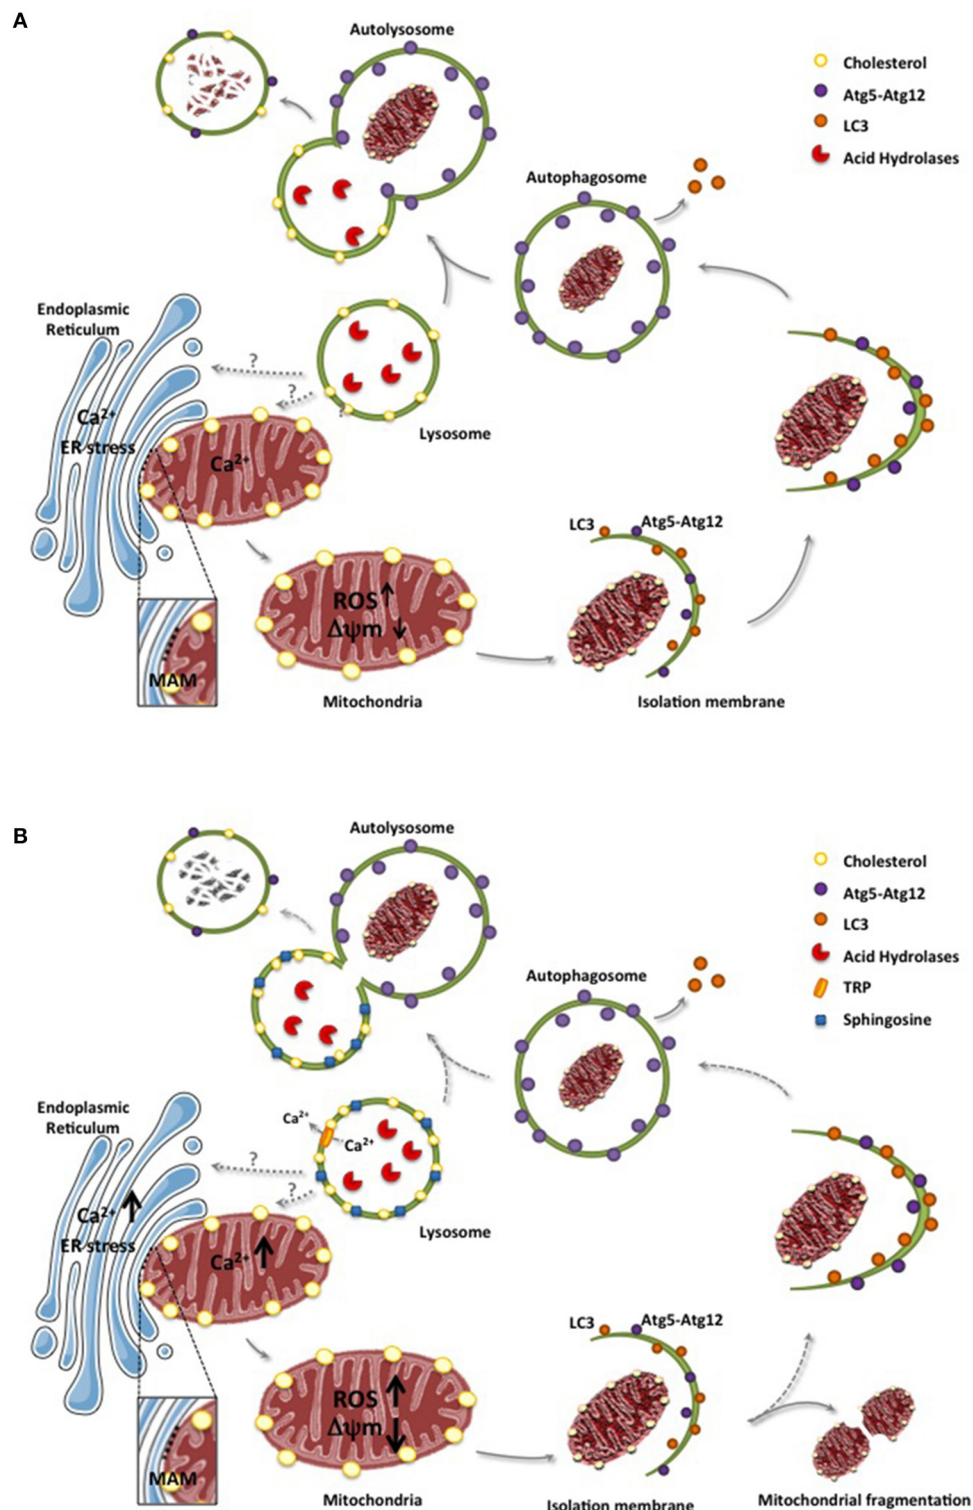 A
Autolysosome
Cholesterol
Atg5-Atg12
LC3
Acid Hydrolases
Autophagosome
Endoplasmic
Reticulum
?
?
?
Lysosome
Ca²⁺
ER stress
Ca²⁺
LC3
Atg5-Atg12
ROS
Δψm
MAM
Mitochondria
Isolation membrane
B
Autolysosome
Cholesterol
Atg5-Atg12
LC3
Acid Hydrolases
TRP
Sphingosine
Autophagosome
Endoplasmic
Reticulum
Ca²⁺
Ca²⁺
?
?
Lysosome
Ca²⁺
ER stress
Ca²⁺
LC3
Atg5-Atg12
ROS
Δψm
MAM
Mitochondria
Isolation membrane
Mitochondrial fragmentation